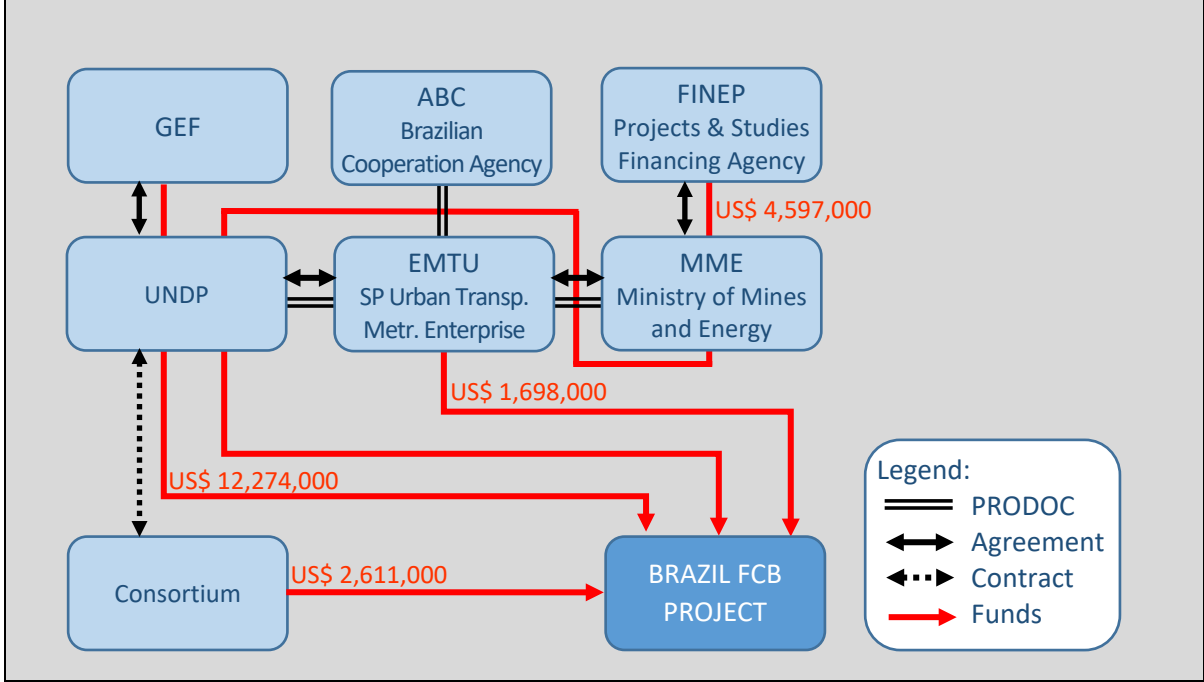 GEF
ABC
Brazilian
Cooperation Agency
FINEP
Projects & Studies
Financing Agency
US$ 4,597,000
UNDP
EMTU
SP Urban Transp.
Metr. Enterprise
MME
Ministry of Mines
and Energy
US$ 1,698,000
US$ 12,274,000
Consortium
US$ 2,611,000
BRAZIL FCB
PROJECT
Legend:
PRODOC
Agreement
Contract
Funds